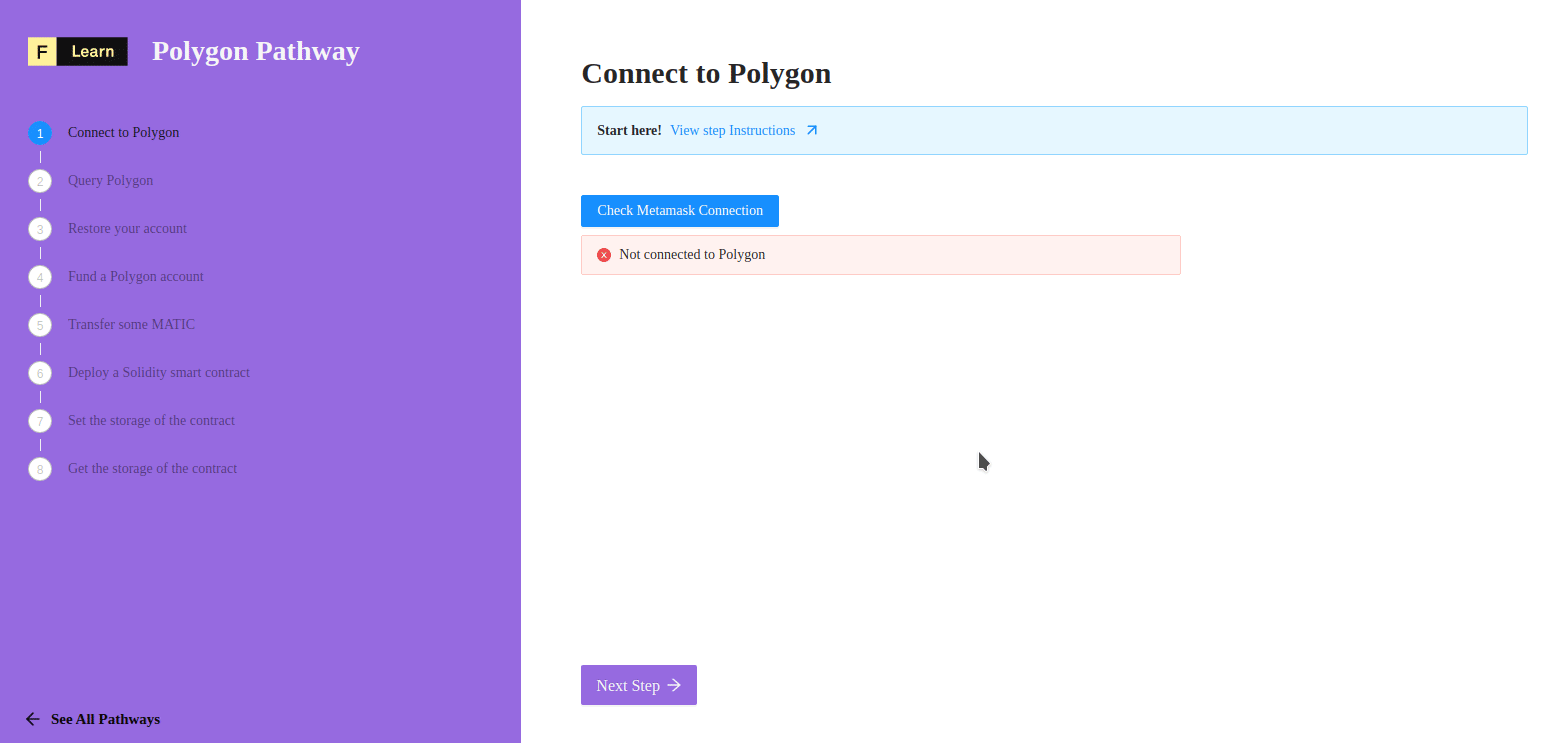 F Learn
Polygon Pathway
1 Connect to Polygon
2 Query Polygon
3 Restore your account
4 Fund a Polygon account
5 Transfer some MATIC
6 Deploy a Solidity smart contract
7 Set the storage of the contract
8 Get the storage of the contract
See All Pathways
Connect to Polygon
Start here! View step Instructions
Check Metamask Connection
Not connected to Polygon
Next Step